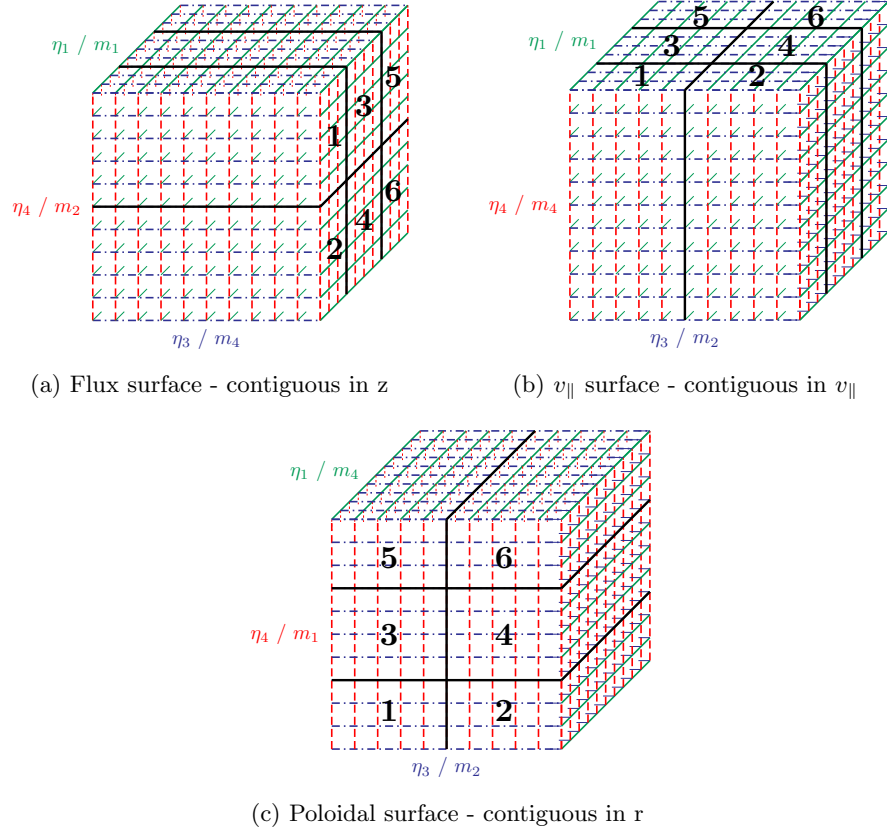 η₁ / m₁
5
3
1
η₄ / m₂
6
4
2
η₃ / m₄
(a) Flux surface - contiguous in z
5
6
η₁ / m₁
3
4
1
2
η₄ / m₄
η₃ / m₂
(b) v∥ surface - contiguous in v∥
η₁ / m₄
5
6
η₄ / m₁
3
4
1
2
η₃ / m₂
(c) Poloidal surface - contiguous in r